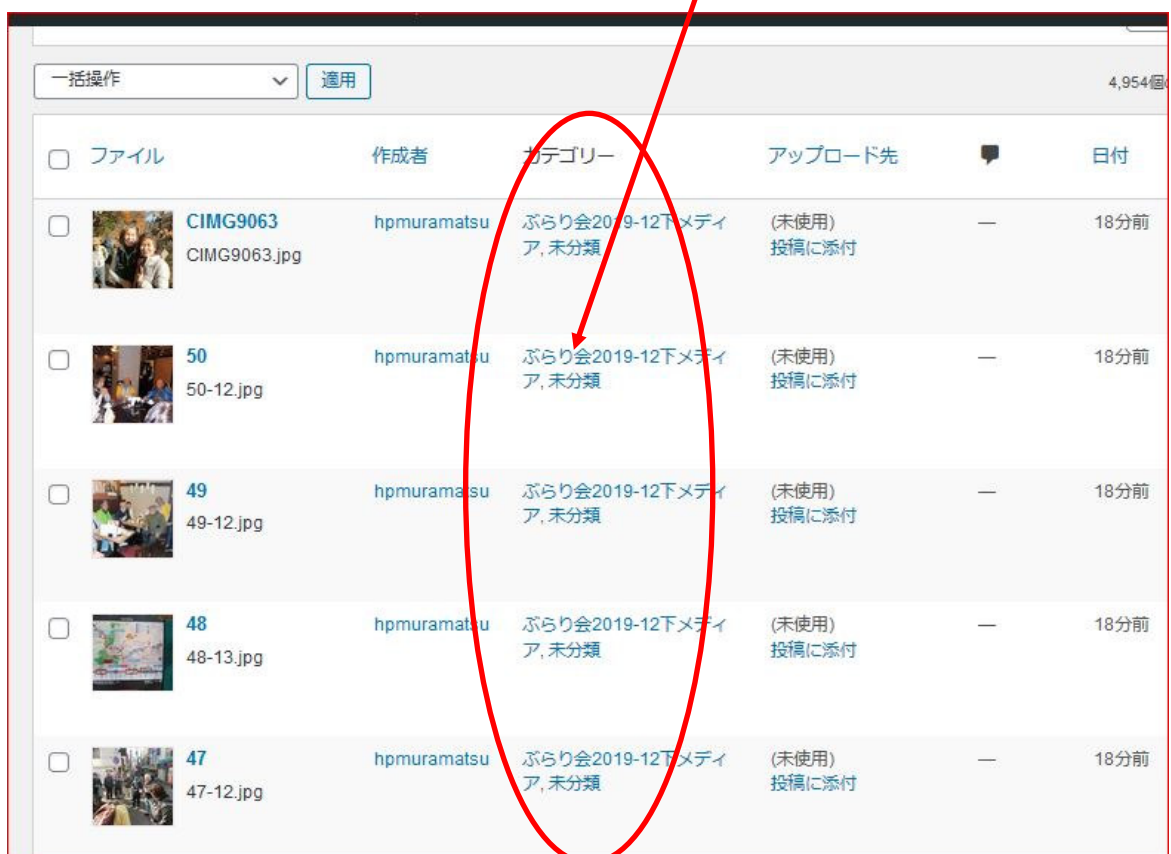 一括操作 適用 4,954個
ファイル 作成者 カテゴリー アップロード先 日付
CIMG9063 hpmuramatsu ぶらり会2019-12下メディ (未使用) — 18分前
CIMG9063.jpg ア, 未分類 投稿に添付
50 hpmuramatsu ぶらり会2019-12下メディ (未使用) — 18分前
50-12.jpg ア, 未分類 投稿に添付
49 hpmuramatsu ぶらり会2019-12下メディ (未使用) — 18分前
49-12.jpg ア, 未分類 投稿に添付
48 hpmuramatsu ぶらり会2019-12下メディ (未使用) — 18分前
48-13.jpg ア, 未分類 投稿に添付
47 hpmuramatsu ぶらり会2019-12下メディ (未使用) — 18分前
47-12.jpg ア, 未分類 投稿に添付